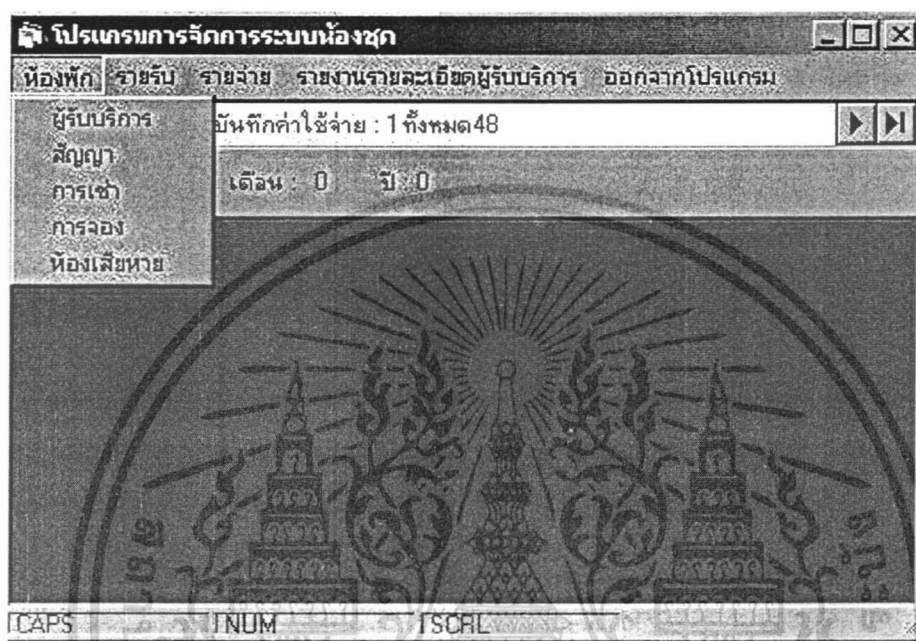 โปรแกรมการจัดการระบบห้องชุด
ห้องพัก รายรับ รายจ่าย รายงานรายละเอียดผู้รับบริการ ออกจากโปรแกรม
ผู้รับบริการ
บันทึกค่าใช้จ่าย : 1 ทั้งหมด48
สัญญา
เดือน : 0 ปี : 0
การเช่า
การจอง
ห้องเสียหาย
CAPS NUM SCRL